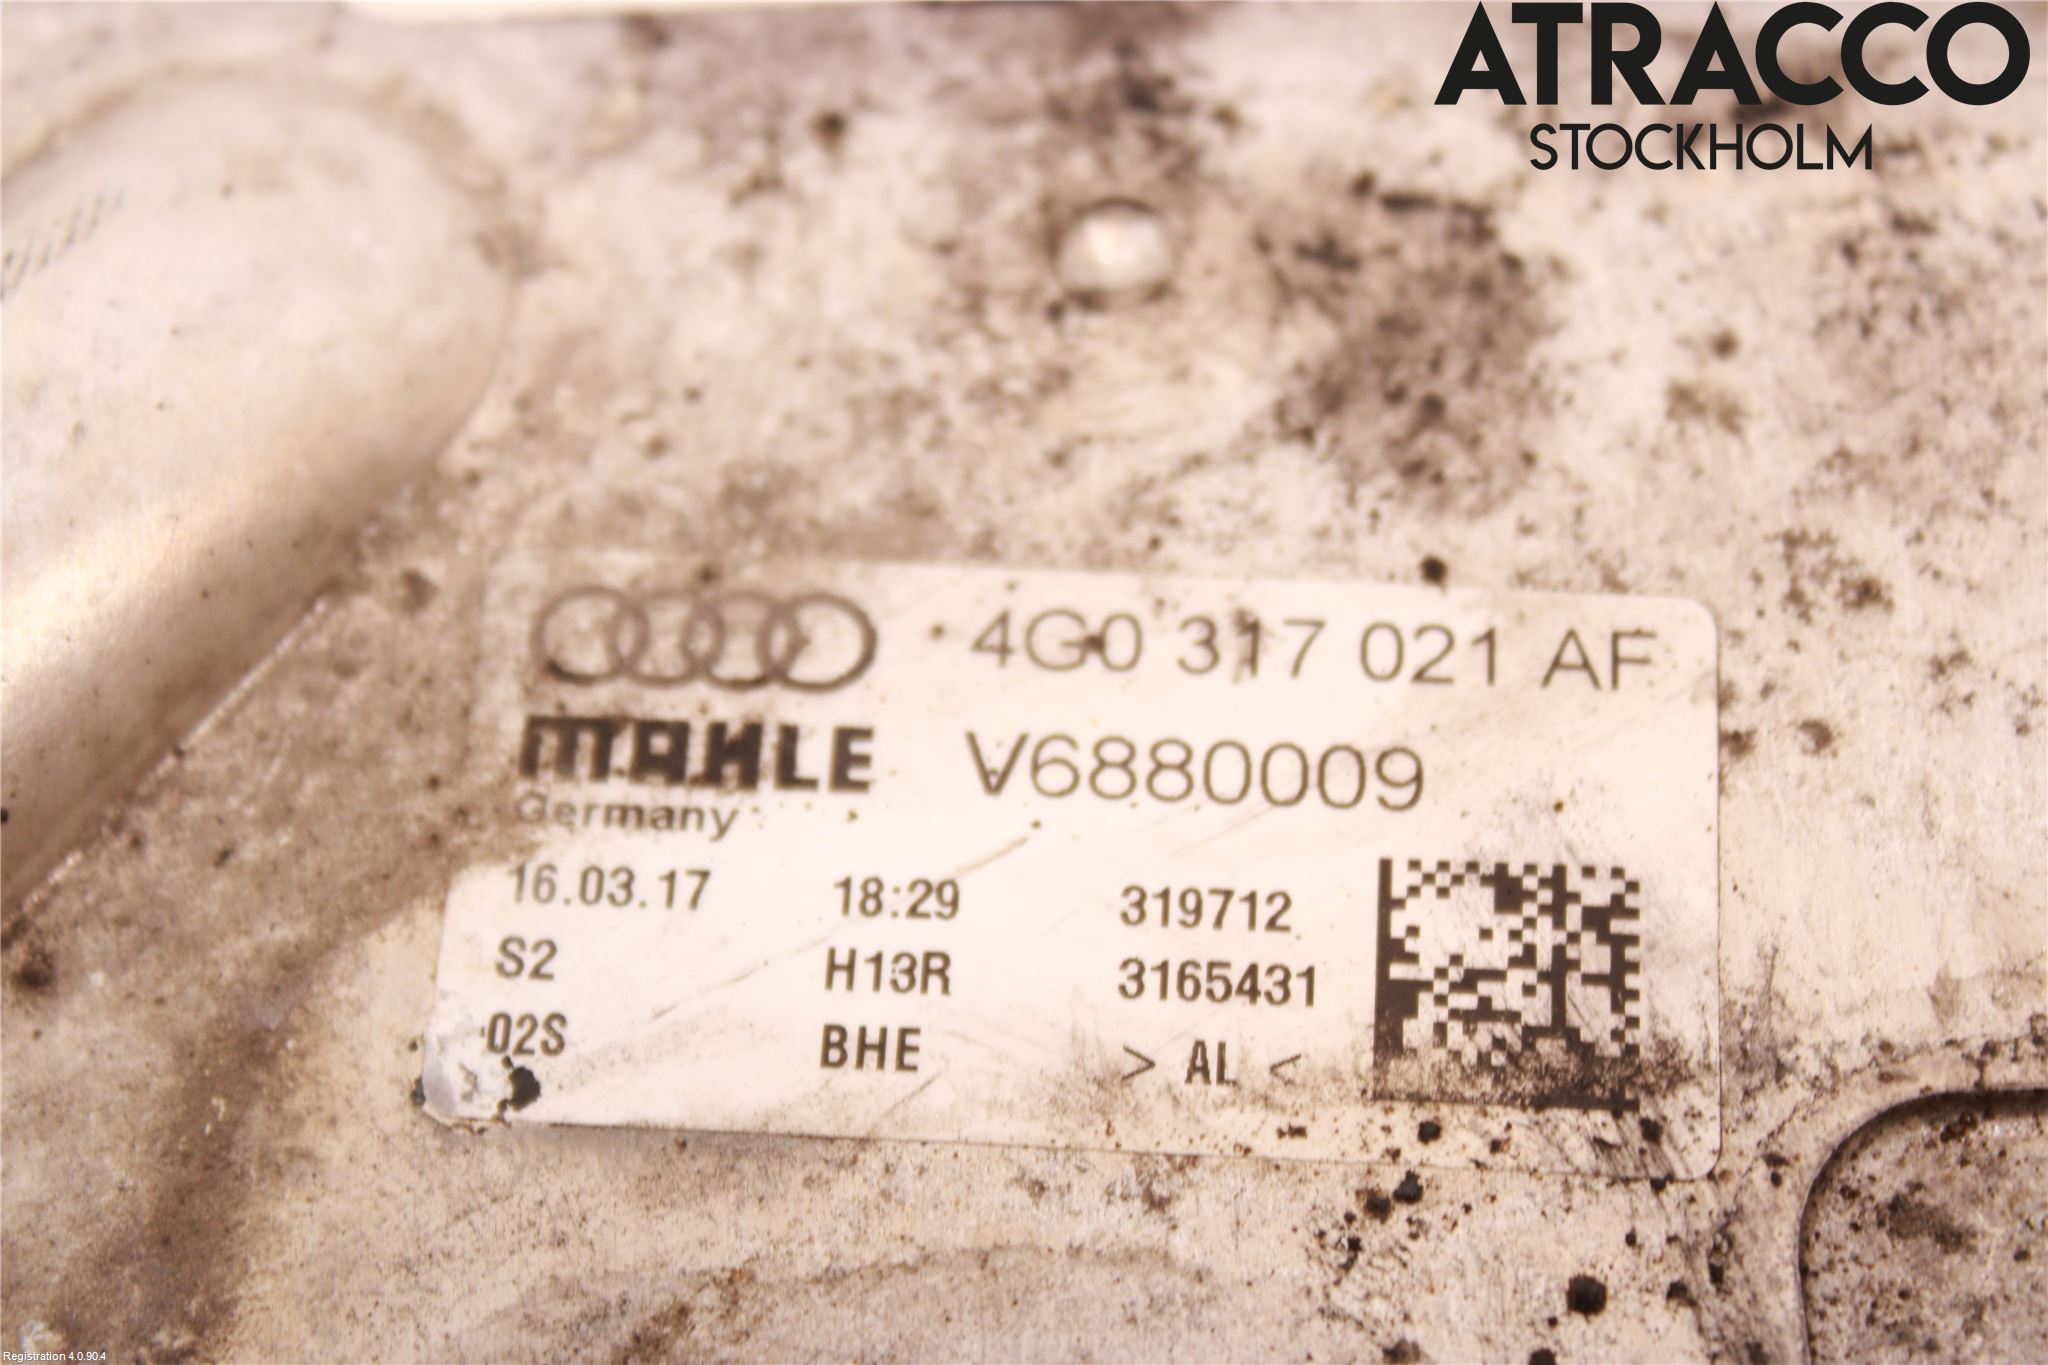 ATRACCO
STOCKHOLM
4G0 317 021 AF
MAHLE V6880009
Germany
16.03.17 18:29 319712
S2 H13R 3165431
02S BHE > AL <
Registration 4.0.90.4